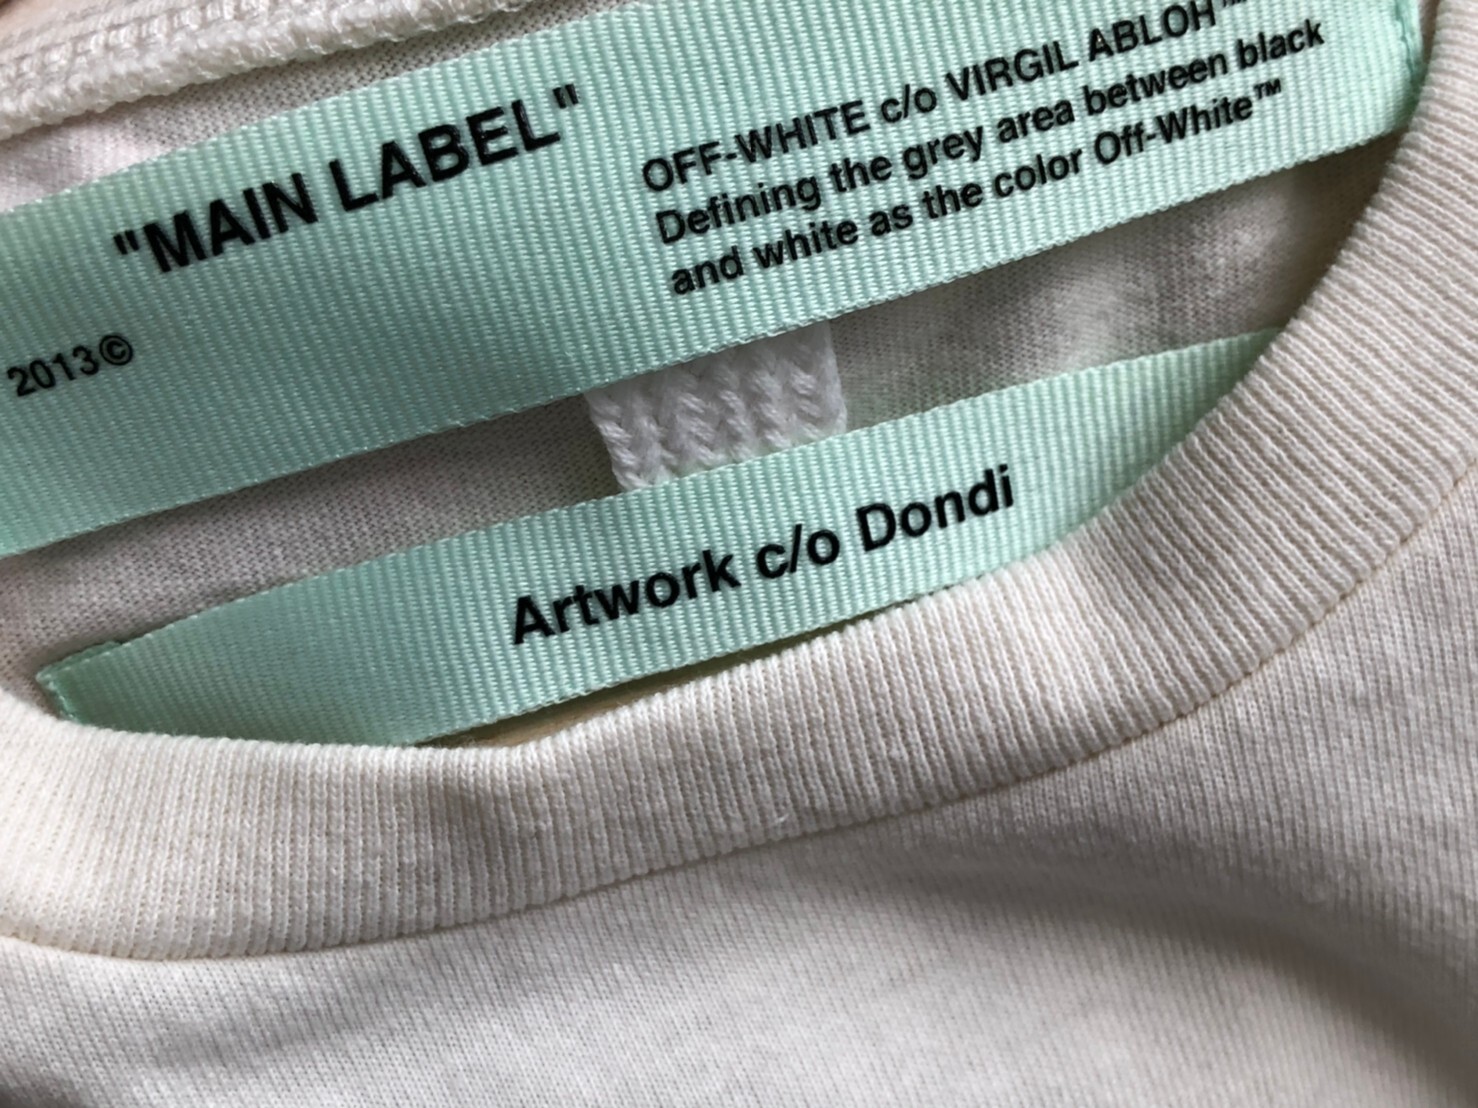 "MAIN LABEL"
OFF-WHITE c/o VIRGIL ABLOH™
Defining the grey area between black
and white as the color Off-White™
2013©
Artwork c/o Dondi